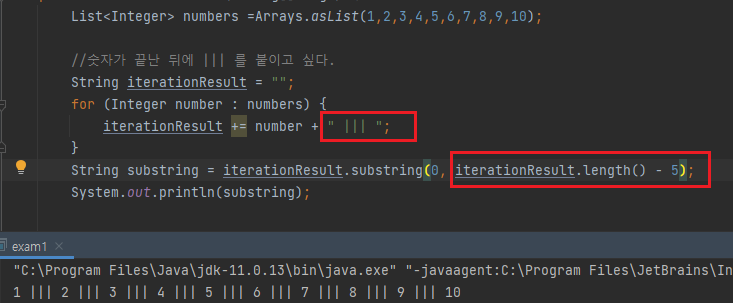 List<Integer> numbers =Arrays.asList(1,2,3,4,5,6,7,8,9,10);
//숫자가 끝난 뒤에 ||| 를 붙이고 싶다.
String iterationResult = "";
for (Integer number : numbers) {
iterationResult += number + " ||| ";
}
String substring = iterationResult.substring(0, iterationResult.length() - 5);
System.out.println(substring);
exam1 ×
"C:\Program Files\Java\jdk-11.0.13\bin\java.exe" "-javaagent:C:\Program Files\JetBrains\In
1 ||| 2 ||| 3 ||| 4 ||| 5 ||| 6 ||| 7 ||| 8 ||| 9 ||| 10